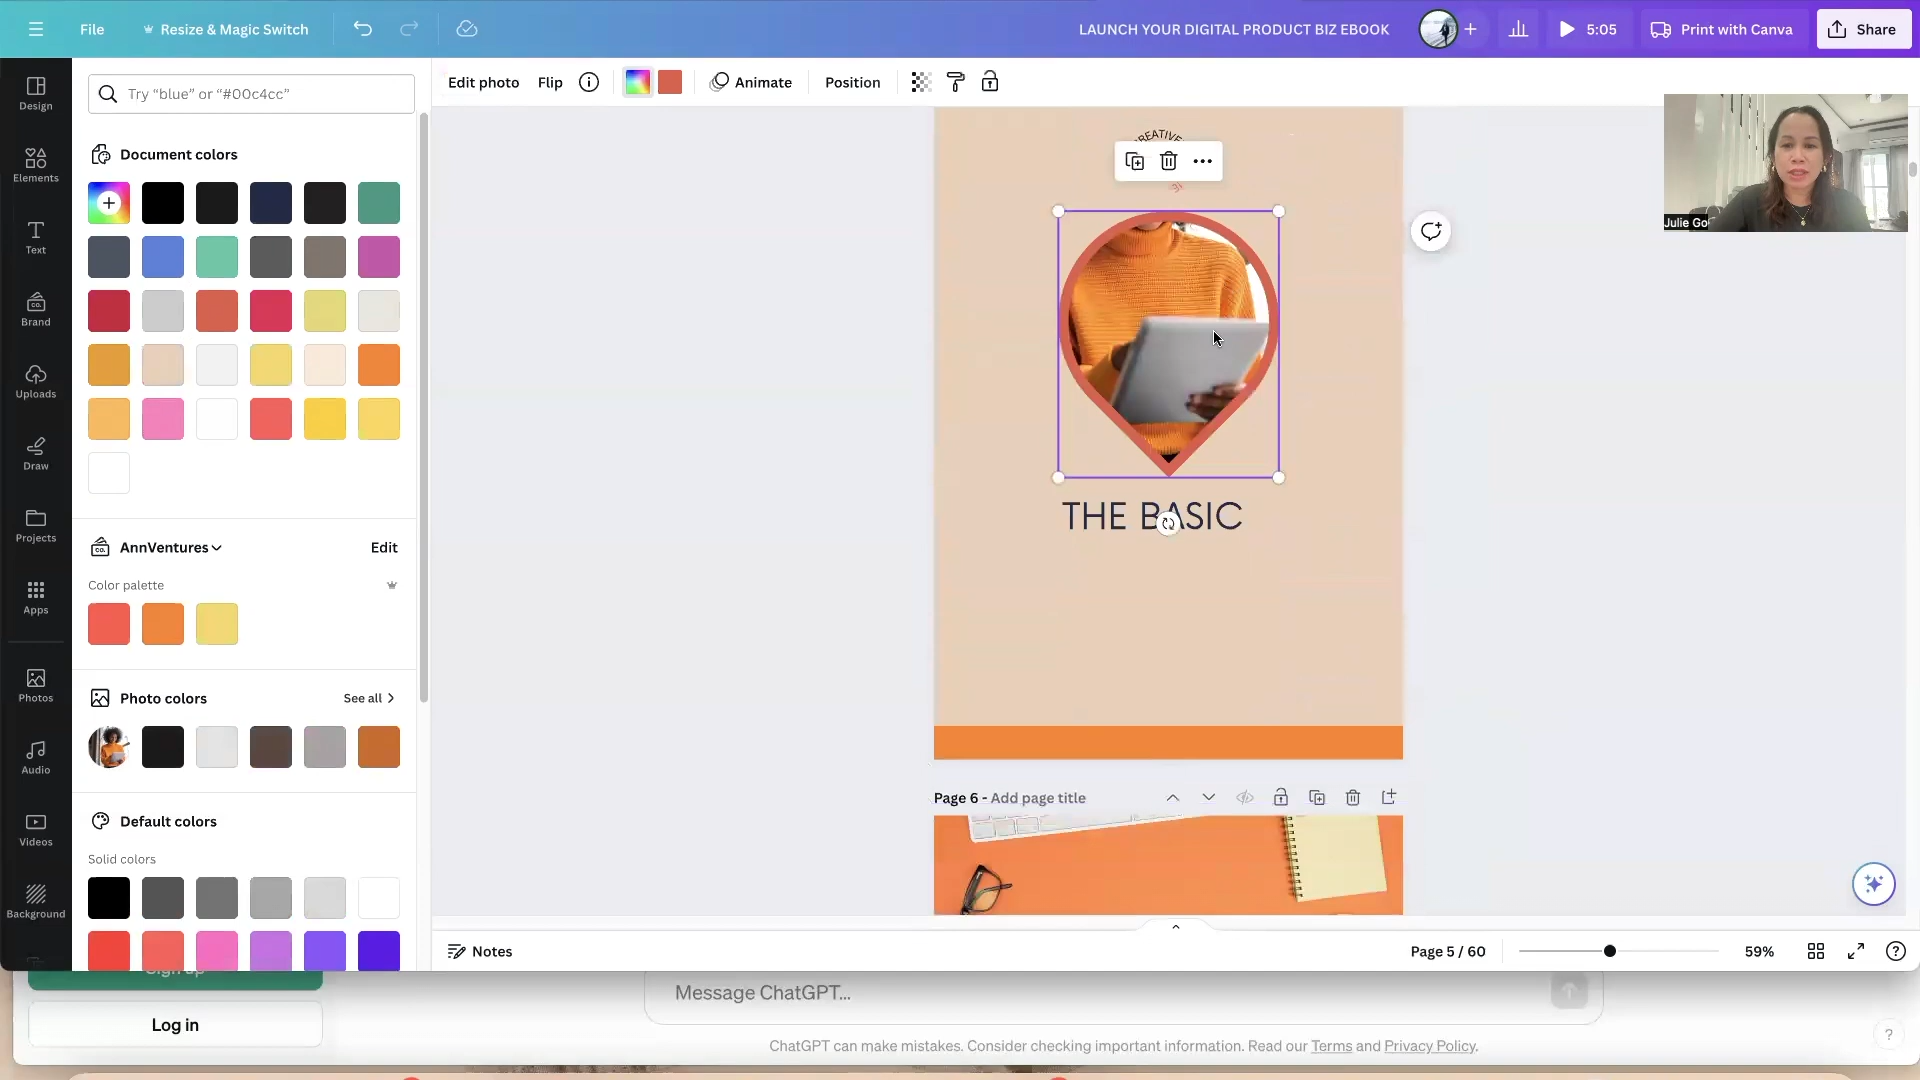 File
Resize & Magic Switch
LAUNCH YOUR DIGITAL PRODUCT BIZ EBOOK
5:05
Print with Canva
Share
Design
Elements
Text
Brand
Uploads
Draw
Projects
Apps
Photos
Audio
Videos
Background
Try “blue” or “#00c4cc”
Document colors
AnnVentures
Edit
Color palette
Photo colors
See all
Default colors
Solid colors
Edit photo
Flip
Animate
Position
Julie Go
THE BASIC
Page 6 - Add page title
Notes
Page 5 / 60
59%
Sign up
Log in
Message ChatGPT...
ChatGPT can make mistakes. Consider checking important information. Read our Terms and Privacy Policy.
?